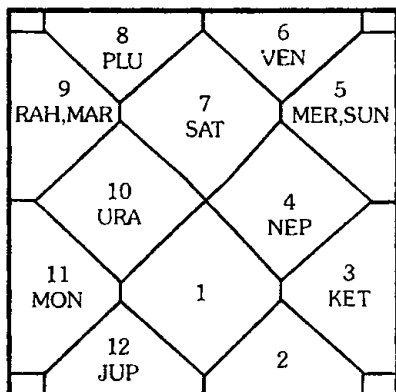 8
PLU
6
VEN
9
RAH,MAR
7
SAT
5
MER,SUN
10
URA
4
NEP
11
MON
1
3
KET
12
JUP
2